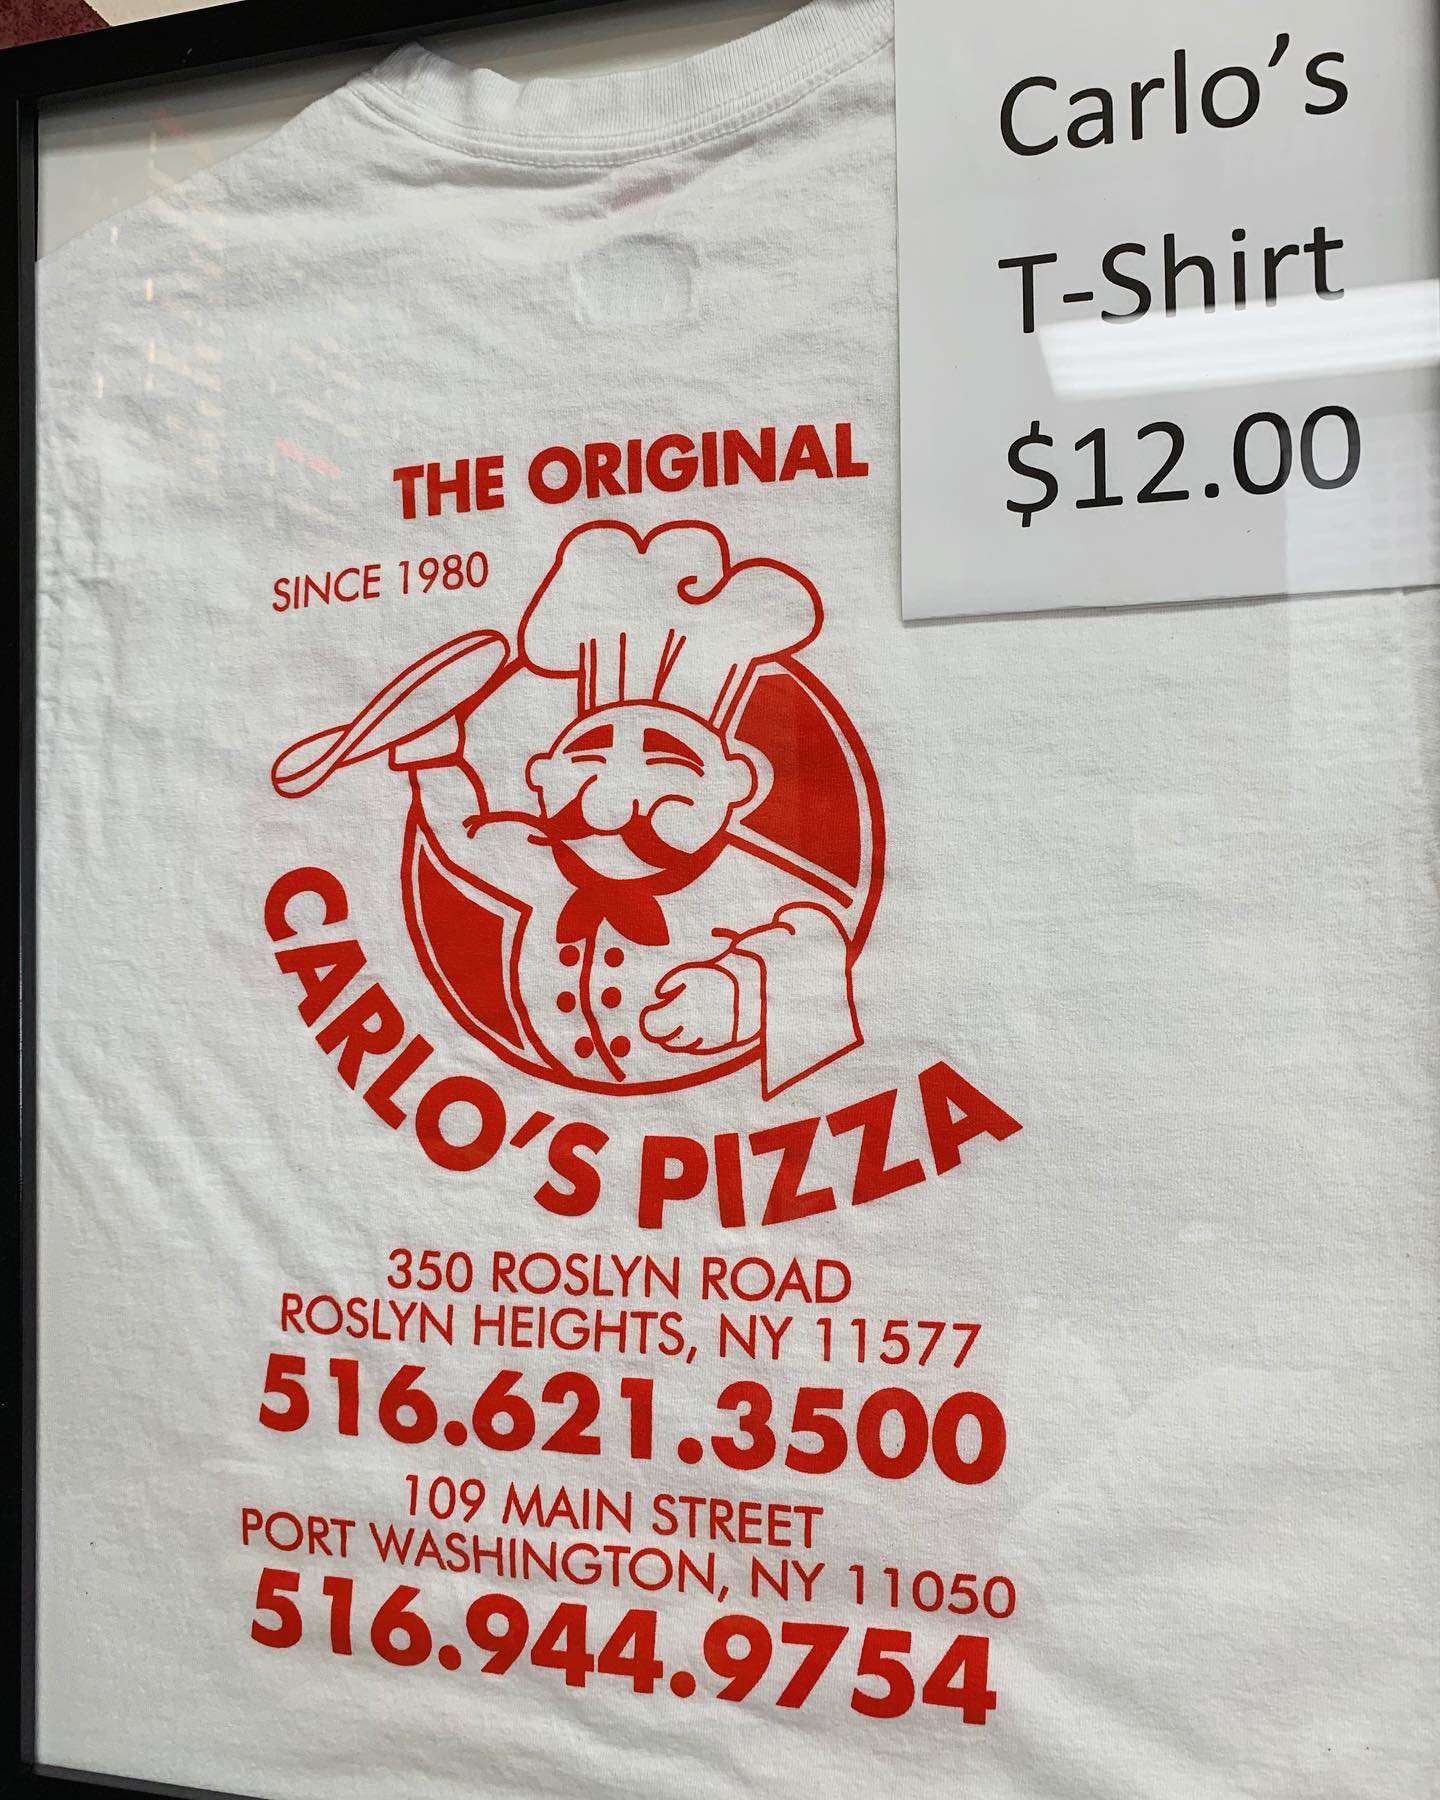 Carlo's
T-Shirt
$12.00
THE ORIGINAL
SINCE 1980
CARLO'S PIZZA
350 ROSLYN ROAD
ROSLYN HEIGHTS, NY 11577
516.621.3500
109 MAIN STREET
PORT WASHINGTON, NY 11050
516.944.9754